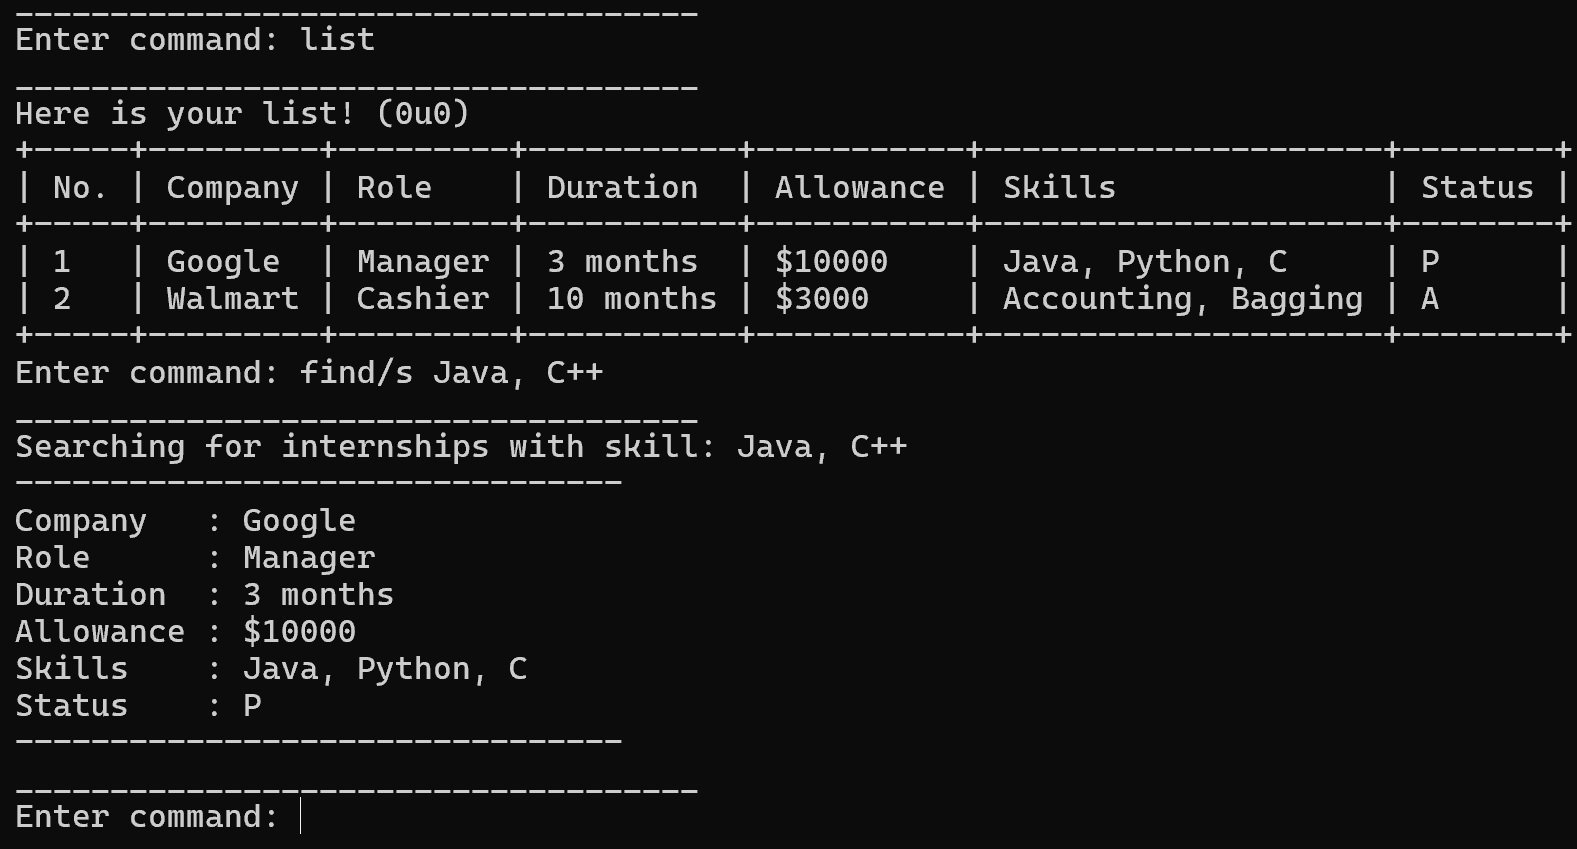 ___________________________________
Enter command: list
___________________________________
Here is your list! (0u0)
+-----+---------+---------+-----------+-----------+---------------------+--------+
| No. | Company | Role    | Duration  | Allowance | Skills              | Status |
+-----+---------+---------+-----------+-----------+---------------------+--------+
| 1   | Google  | Manager | 3 months  | $10000    | Java, Python, C     | P      |
| 2   | Walmart | Cashier | 10 months | $3000     | Accounting, Bagging | A      |
+-----+---------+---------+-----------+-----------+---------------------+--------+
Enter command: find/s Java, C++
____________________________________
Searching for internships with skill: Java, C++
--------------------------------
Company   : Google
Role      : Manager
Duration  : 3 months
Allowance : $10000
Skills    : Java, Python, C
Status    : P
--------------------------------
____________________________________
Enter command: